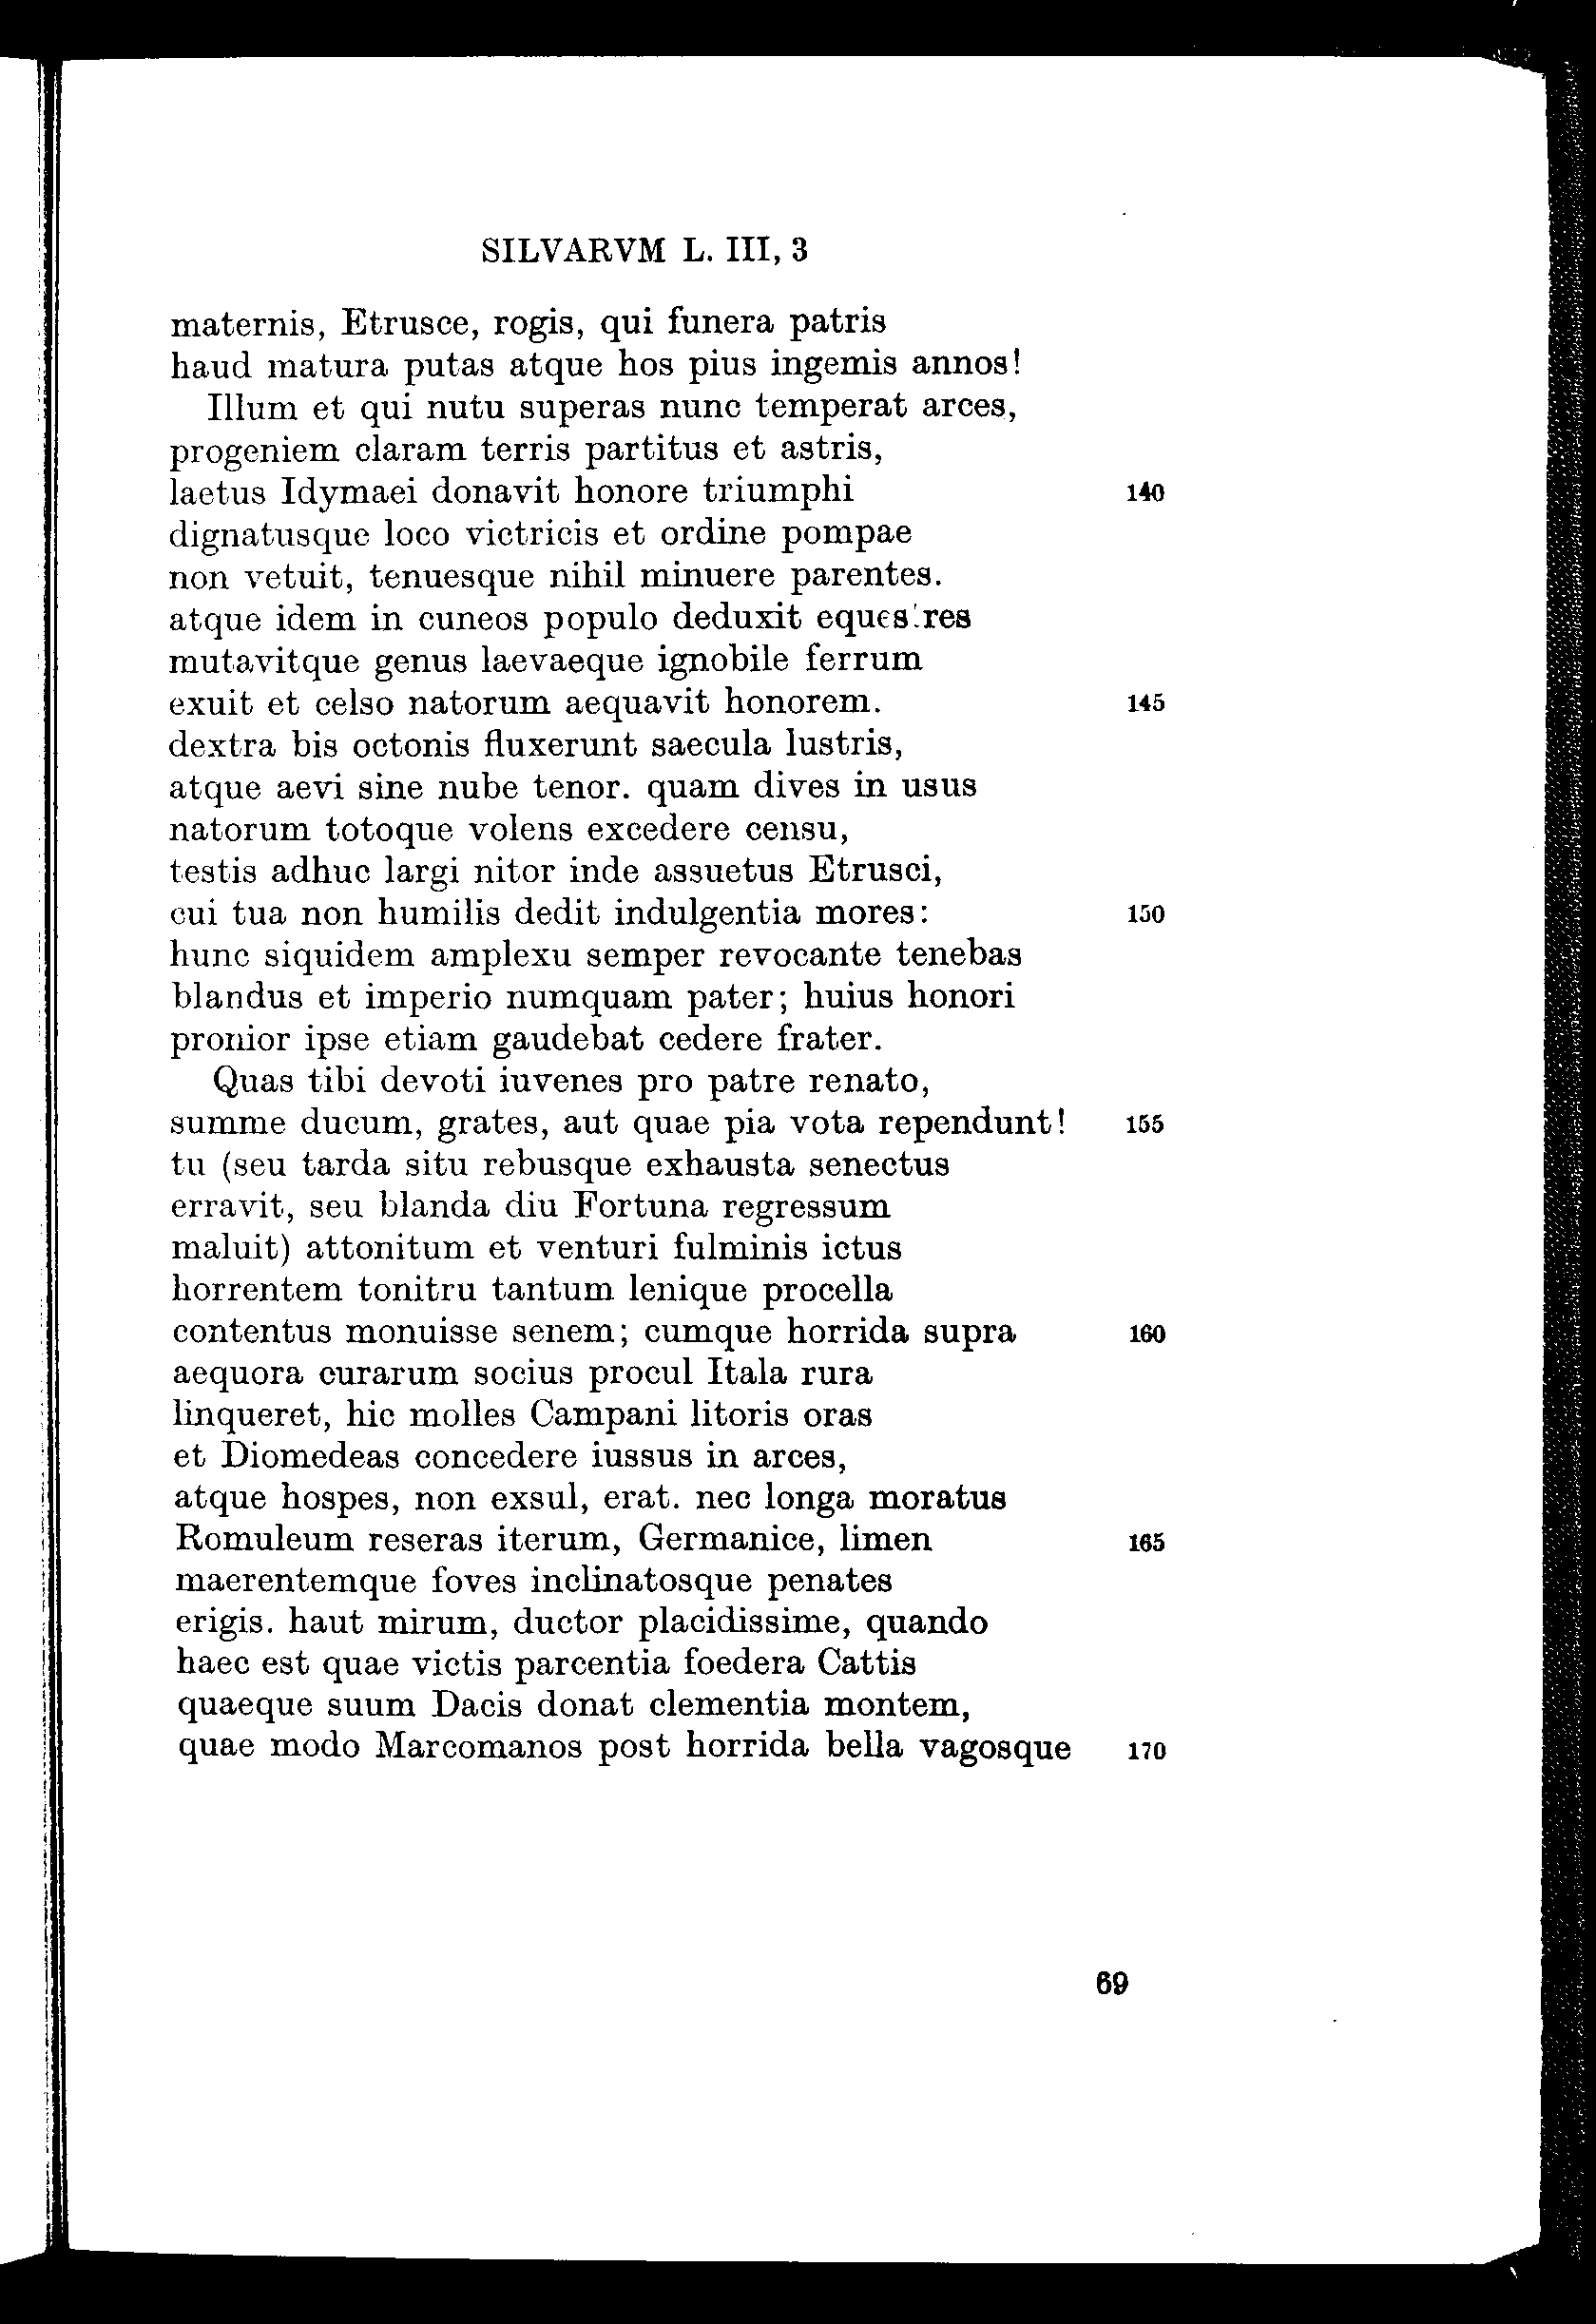 SILVARVM L. III, 3
maternis, Etrusce, rogis, qui funera patris
haud matura putas atque hos pius ingemis annos!
Illum et qui nutu superas nunc temperat arces,
progeniem claram terris partitus et astris,
laetus Idymaei donavit honore triumphi 140
dignatusque loco victricis et ordine pompae
non vetuit, tenuesque nihil minuere parentes.
atque idem in cuneos populo deduxit equestres
mutavitque genus laevaeque ignobile ferrum
exuit et celso natorum aequavit honorem. 145
dextra bis octonis fluxerunt saecula lustris,
atque aevi sine nube tenor. quam dives in usus
natorum totoque volens excedere censu,
testis adhuc largi nitor inde assuetus Etrusci,
cui tua non humilis dedit indulgentia mores: 150
hunc siquidem amplexu semper revocante tenebas
blandus et imperio numquam pater; huius honori
pronior ipse etiam gaudebat cedere frater.
Quas tibi devoti iuvenes pro patre renato,
summe ducum, grates, aut quae pia vota rependunt! 155
tu (seu tarda situ rebusque exhausta senectus
erravit, seu blanda diu Fortuna regressum
maluit) attonitum et venturi fulminis ictus
horrentem tonitru tantum lenique procella
contentus monuisse senem; cumque horrida supra 160
aequora curarum socius procul Itala rura
linqueret, hic molles Campani litoris oras
et Diomedeas concedere iussus in arces,
atque hospes, non exsul, erat. nec longa moratus
Romuleum reseras iterum, Germanice, limen 165
maerentemque foves inclinatosque penates
erigis. haut mirum, ductor placidissime, quando
haec est quae victis parcentia foedera Cattis
quaeque suum Dacis donat clementia montem,
quae modo Marcomanos post horrida bella vagosque 170
69